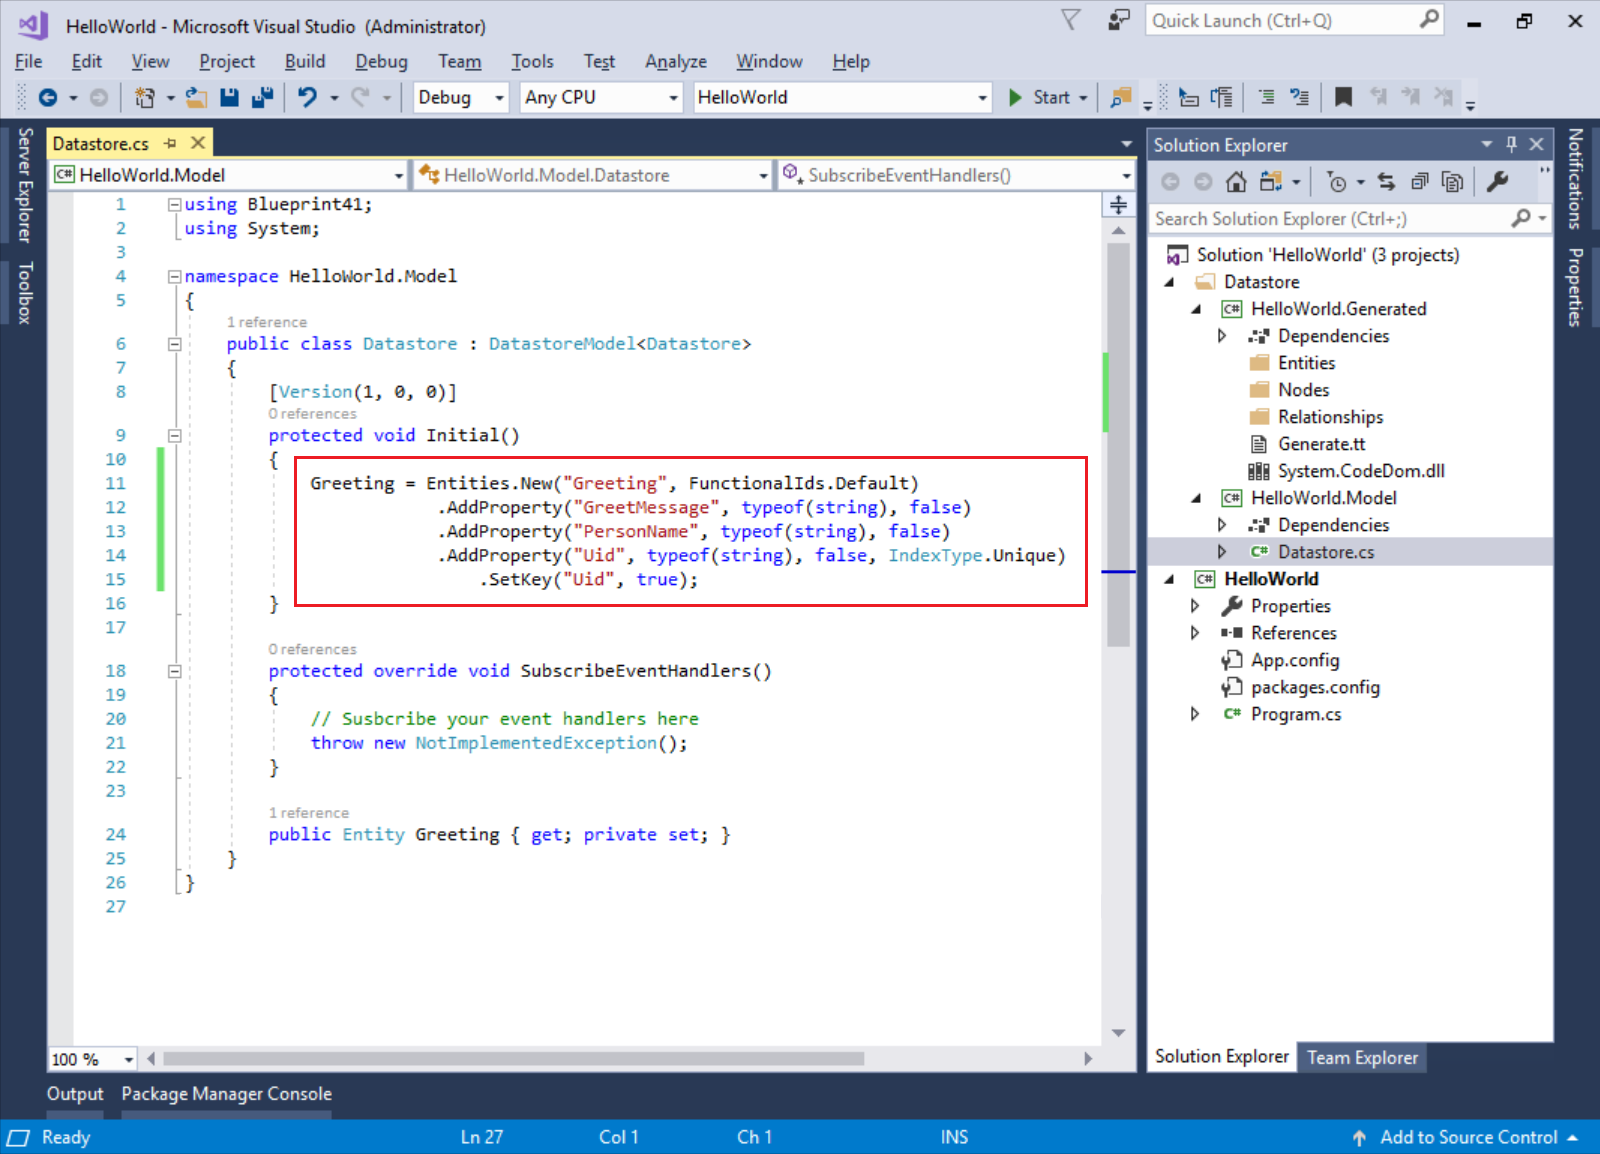 HelloWorld - Microsoft Visual Studio (Administrator)
Quick Launch (Ctrl+Q)
File Edit View Project Build Debug Team Tools Test Analyze Window Help
Debug Any CPU HelloWorld Start
Server Explorer
Toolbox
Datastore.cs
C# HelloWorld.Model HelloWorld.Model.Datastore SubscribeEventHandlers()
1 using Blueprint41;
2 using System;
3
4 namespace HelloWorld.Model
5 {
1 reference
6 public class Datastore : DatastoreModel<Datastore>
7 {
8 [Version(1, 0, 0)]
0 references
9 protected void Initial()
10 {
11 Greeting = Entities.New("Greeting", FunctionalIds.Default)
12 .AddProperty("GreetMessage", typeof(string), false)
13 .AddProperty("PersonName", typeof(string), false)
14 .AddProperty("Uid", typeof(string), false, IndexType.Unique)
15 .SetKey("Uid", true);
16 }
17
0 references
18 protected override void SubscribeEventHandlers()
19 {
20 // Susbcribe your event handlers here
21 throw new NotImplementedException();
22 }
23
1 reference
24 public Entity Greeting { get; private set; }
25 }
26 }
27
100 %
Solution Explorer
Search Solution Explorer (Ctrl+;)
Solution 'HelloWorld' (3 projects)
Datastore
C# HelloWorld.Generated
Dependencies
Entities
Nodes
Relationships
Generate.tt
System.CodeDom.dll
C# HelloWorld.Model
Dependencies
C# Datastore.cs
C# HelloWorld
Properties
References
App.config
packages.config
C# Program.cs
Solution Explorer Team Explorer
Notifications
Properties
Output Package Manager Console
Ready Ln 27 Col 1 Ch 1 INS Add to Source Control